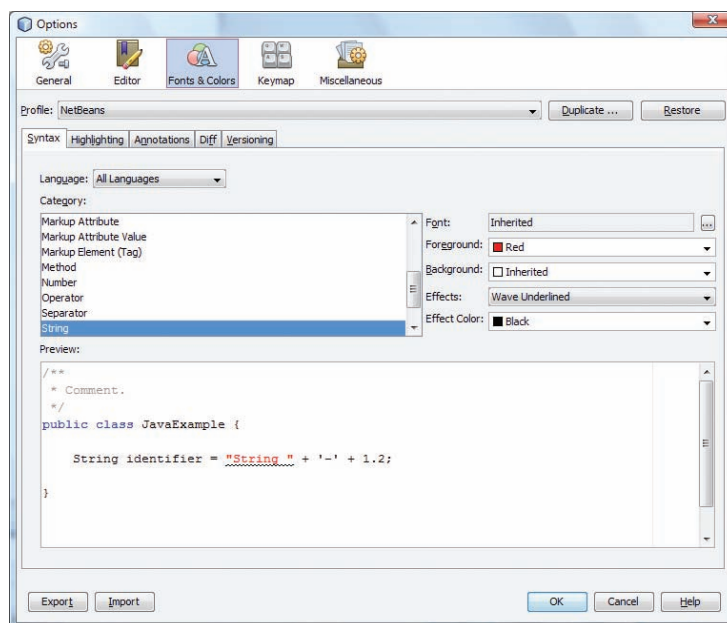 Options
General Editor Fonts & Colors Keymap Miscellaneous
Profile: NetBeans Duplicate ... Restore
Syntax Highlighting Annotations Diff Versioning
Language: All Languages
Category:
Markup Attribute
Markup Attribute Value
Markup Element (Tag)
Method
Number
Operator
Separator
String
Font: Inherited ...
Foreground: Red
Background: Inherited
Effects: Wave Underlined
Effect Color: Black
Preview:
/**
* Comment.
*/
public class JavaExample {
String identifier = "String " + '-' + 1.2;
}
Export Import OK Cancel Help